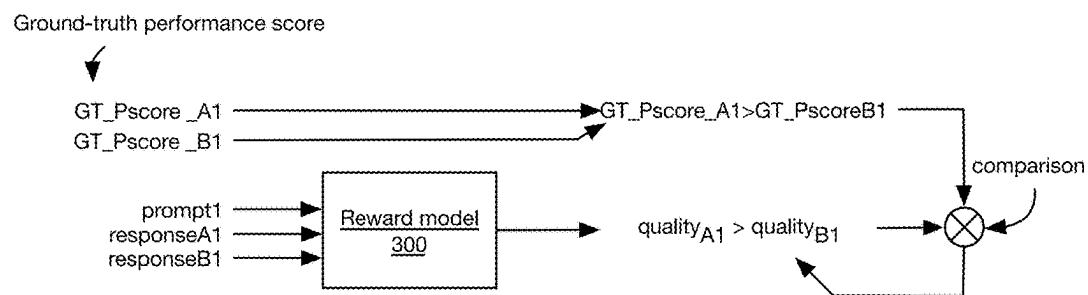 Ground-truth performance score
GT_Pscore _A1
GT_Pscore_A1>GT_PscoreB1
GT_Pscore _B1
comparison
prompt1
Reward model
responseA1
300
qualityA1 > qualityB1
responseB1